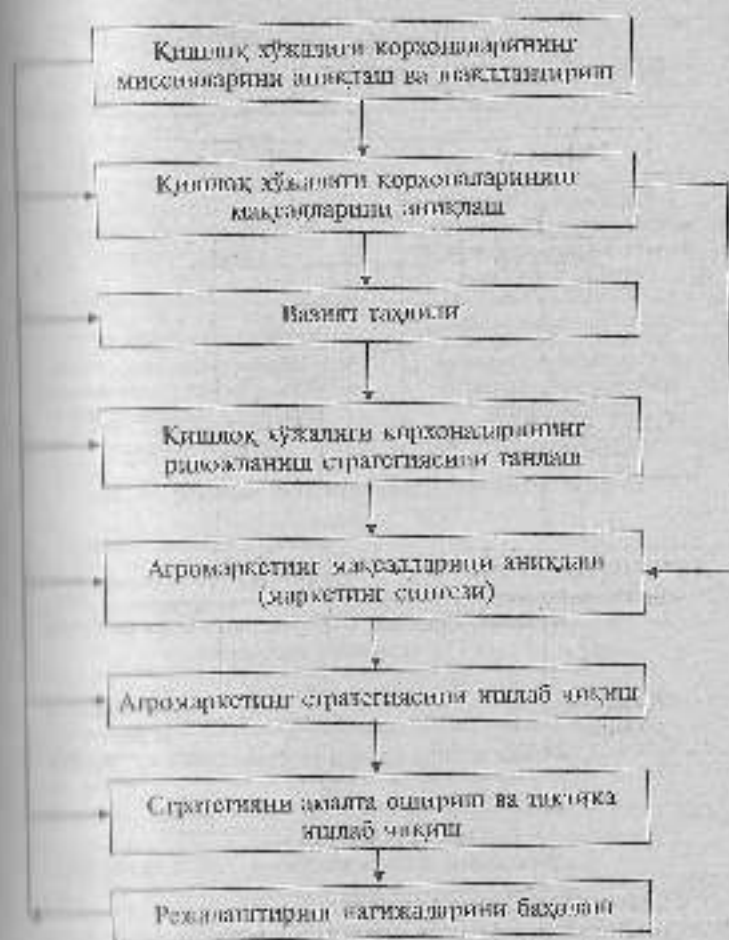 Қишлоқ хўжалиги корхоналарининг
миссияларини аниқлаш ва шакллантириш
Қишлоқ хўжалиги корхоналарининг
мақсадларини аниқлаш
Вазият таҳлили
Қишлоқ хўжалиги корхоналарининг
ривожланиш стратегиясини танлаш
Агромаркетинг мақсадларини аниқлаш
(маркетинг синтези)
Агромаркетинг стратегиясини ишлаб чиқиш
Стратегияни амалга ошириш ва тактика
ишлаб чиқиш
Режалаштириш натижаларини баҳолаш